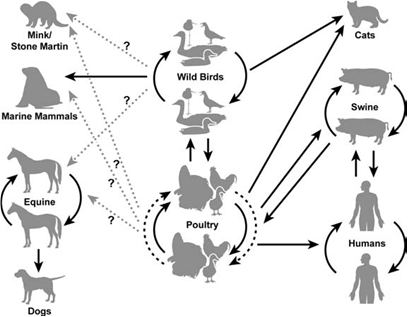 Mink/
Stone Martin
?
Wild Birds
Cats
?
Marine Mammals
Swine
?
?
Equine
?
Poultry
Humans
Dogs